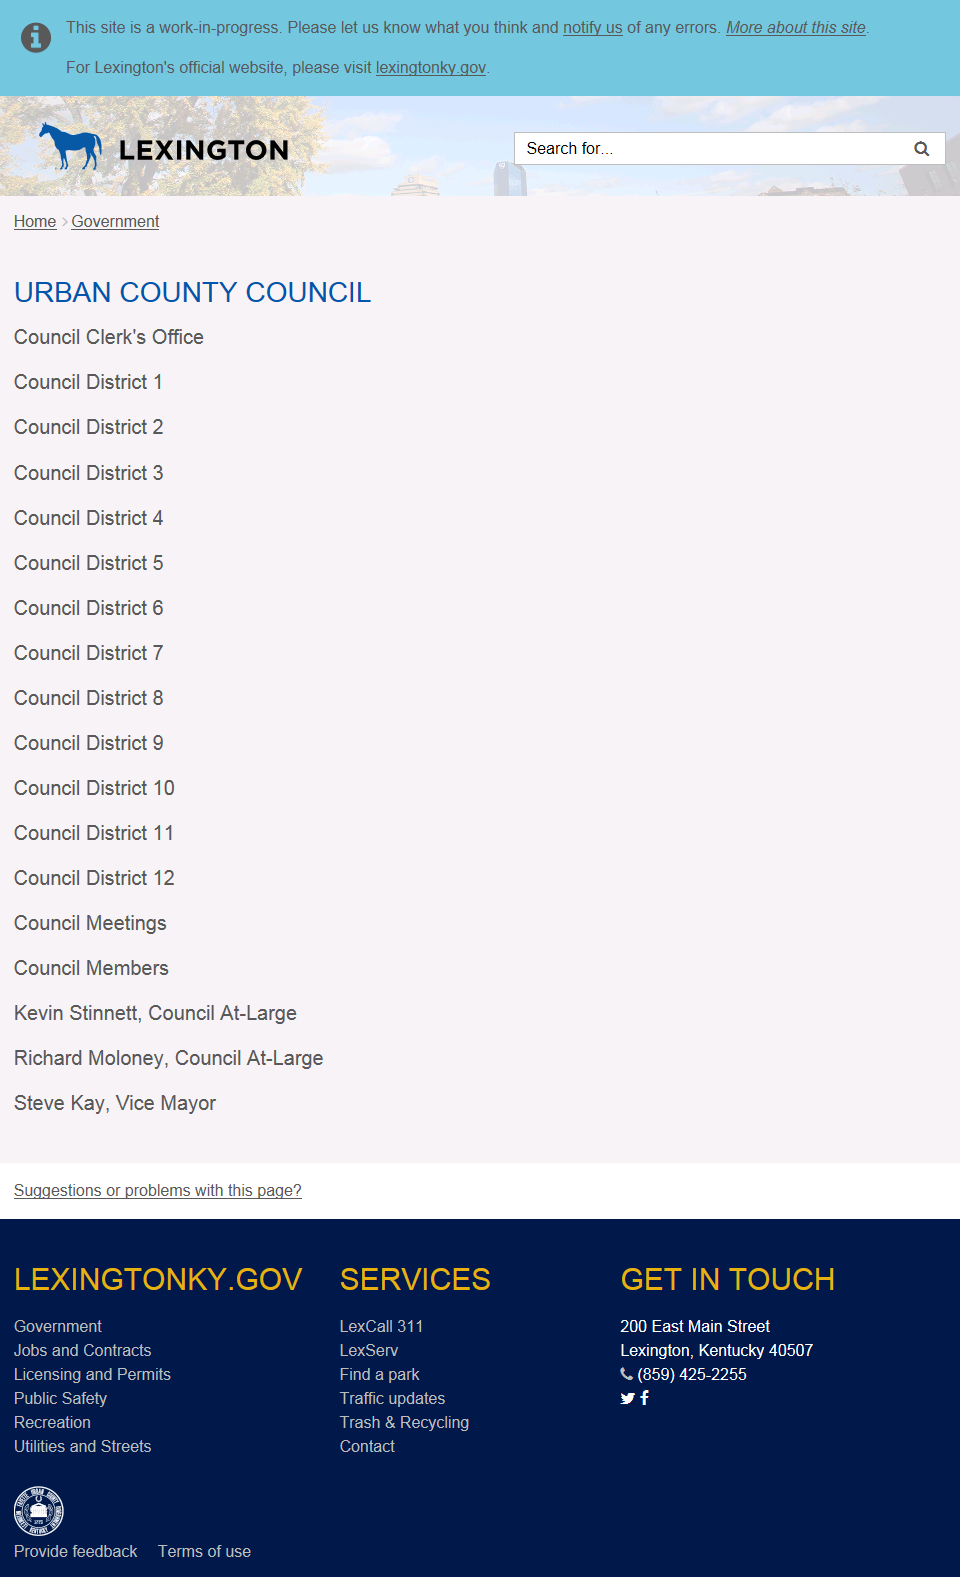 This site is a work-in-progress. Please let us know what you think and notify us of any errors. More about this site.
For Lexington's official website, please visit lexingtonky.gov.
LEXINGTON
Search for...
Home > Government
URBAN COUNTY COUNCIL
Council Clerk's Office
Council District 1
Council District 2
Council District 3
Council District 4
Council District 5
Council District 6
Council District 7
Council District 8
Council District 9
Council District 10
Council District 11
Council District 12
Council Meetings
Council Members
Kevin Stinnett, Council At-Large
Richard Moloney, Council At-Large
Steve Kay, Vice Mayor
Suggestions or problems with this page?
LEXINGTONKY.GOV
Government
Jobs and Contracts
Licensing and Permits
Public Safety
Recreation
Utilities and Streets
SERVICES
LexCall 311
LexServ
Find a park
Traffic updates
Trash & Recycling
Contact
GET IN TOUCH
200 East Main Street
Lexington, Kentucky 40507
(859) 425-2255
Provide feedback
Terms of use